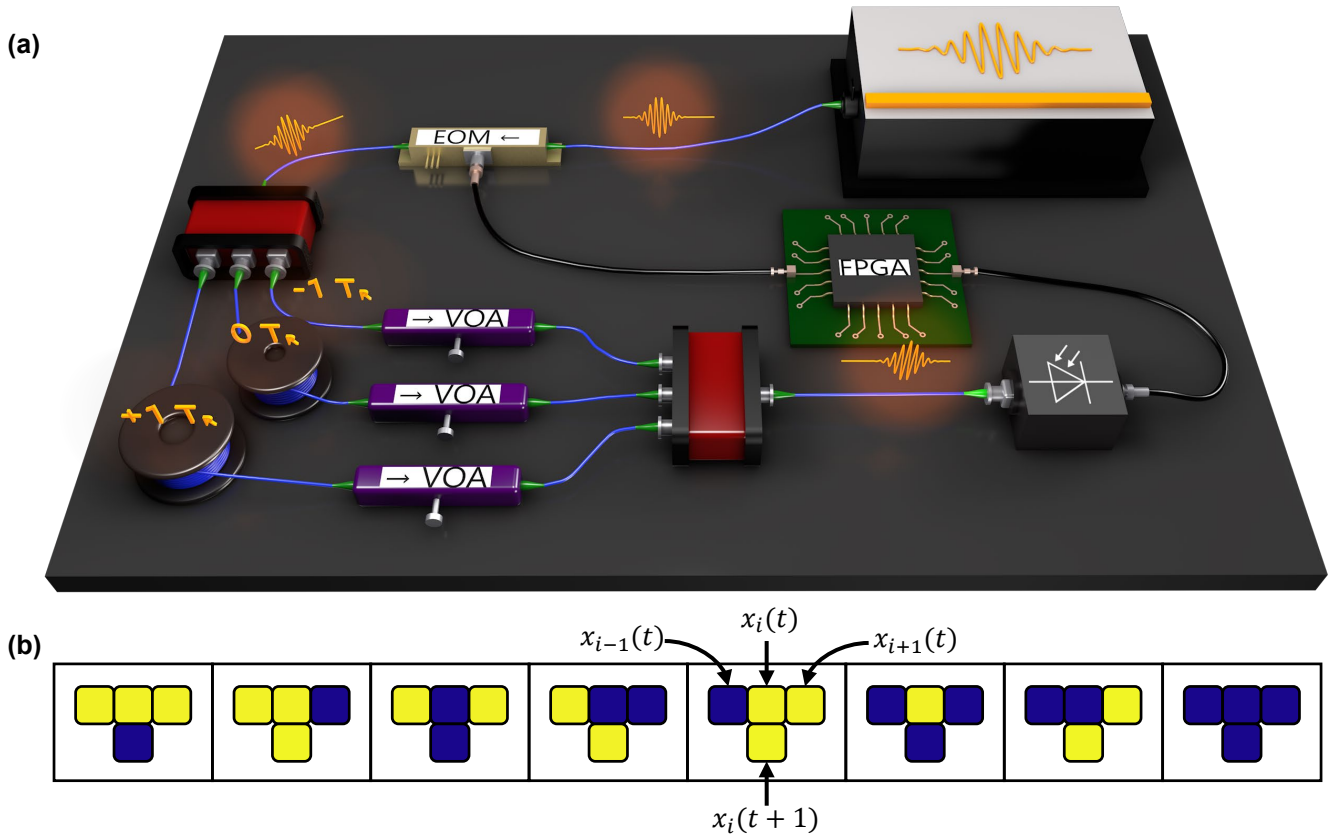 (a)
EOM ←
FPGA
-1 T_R
→ VOA
0 T_R
→ VOA
+1 T_R
→ VOA
(b)
x_{i-1}(t)
x_i(t)
x_{i+1}(t)
x_i(t + 1)